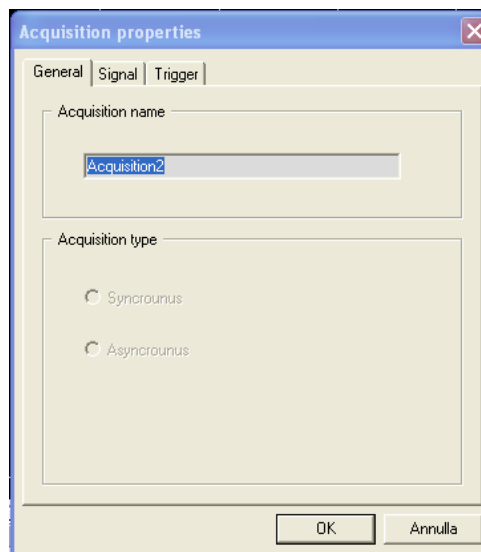 Acquisition properties
General Signal Trigger
Acquisition name
Acquisition2
Acquisition type
Syncrounus
Asyncrounus
OK Annulla